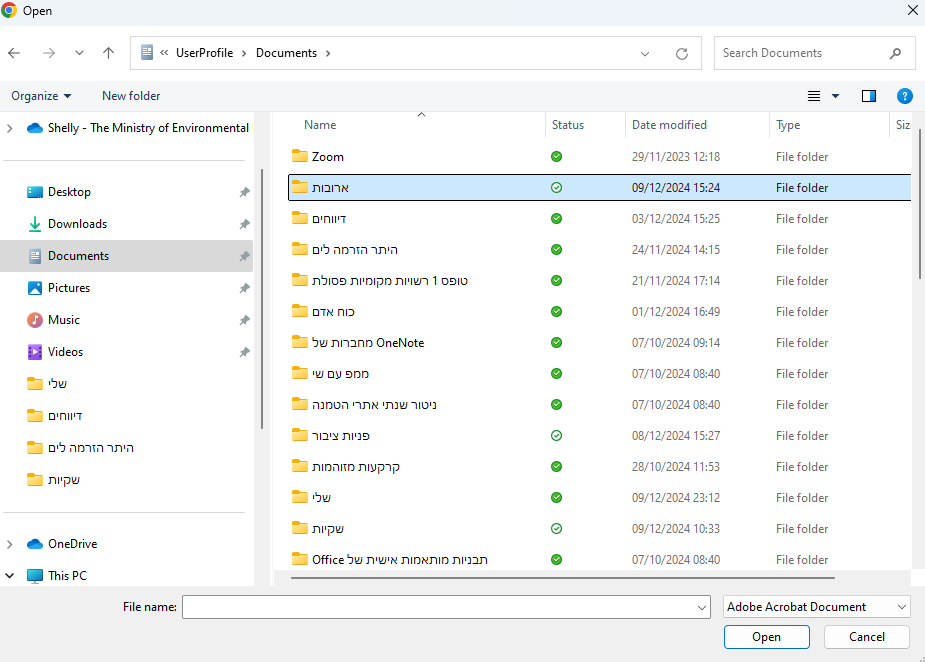 Open
« UserProfile > Documents >
Search Documents
Organize
New folder
Shelly - The Ministry of Environmental
Desktop
Downloads
Documents
Pictures
Music
Videos
שלי
דיווחים
היתר הזרמה לים
שקיות
OneDrive
This PC
Name Status Date modified Type Siz
Zoom 29/11/2023 12:18 File folder
ארובות 09/12/2024 15:24 File folder
דיווחים 03/12/2024 15:25 File folder
היתר הזרמה לים 24/11/2024 14:15 File folder
טופס 1 רשויות מקומיות פסולת 21/11/2024 17:14 File folder
כוח אדם 01/12/2024 16:49 File folder
מחברות של OneNote 07/10/2024 09:14 File folder
ממפ עם שי 07/10/2024 08:40 File folder
ניטור שנתי אתרי הטמנה 07/10/2024 08:40 File folder
פניות ציבור 08/12/2024 15:27 File folder
קרקעות מזוהמות 28/10/2024 11:53 File folder
שלי 09/12/2024 23:12 File folder
שקיות 09/12/2024 10:33 File folder
תבניות מותאמות אישית של Office 07/10/2024 08:40 File folder
File name:
Adobe Acrobat Document
Open
Cancel